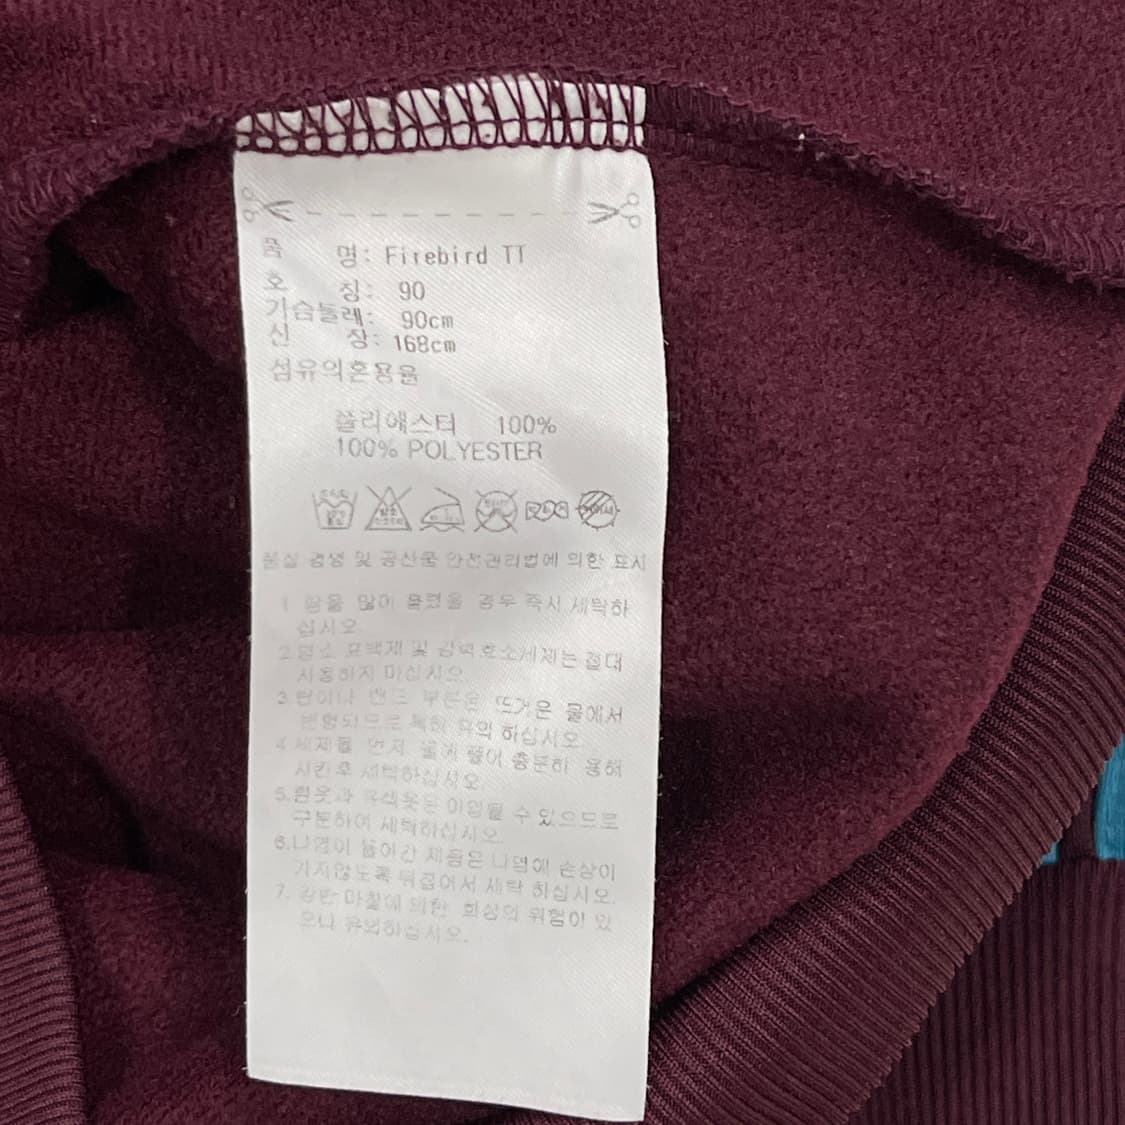 품 명: Firebird TT
호 칭: 90
가슴둘레: 90cm
신 장: 168cm
섬유의혼용율
폴리에스터 100%
100% POLYESTER
품질 경영 및 공산품 안전관리법에 의한 표시
1. 땀을 많이 흘렸을 경우 즉시 세탁하
십시오.
2.염소 표백제 및 강력효소세제는 절대
사용하지 마십시오.
3.런이나 밴드 부분은 뜨거운 물에서
변형되므로 특히 유의 하십시오.
4.세제를 먼저 물에 풀어 충분히 용해
시킨후 세탁하십시오.
5.흰옷과 유색옷은 이염될 수 있으므로
구분하여 세탁하십시오.
6.나염이 들어간 제품은 나염에 손상이
가지않도록 뒤집어서 세탁 하십시오.
7. 강한 마찰에 의한 화상의 위험이 있
으니 유의하십시오.